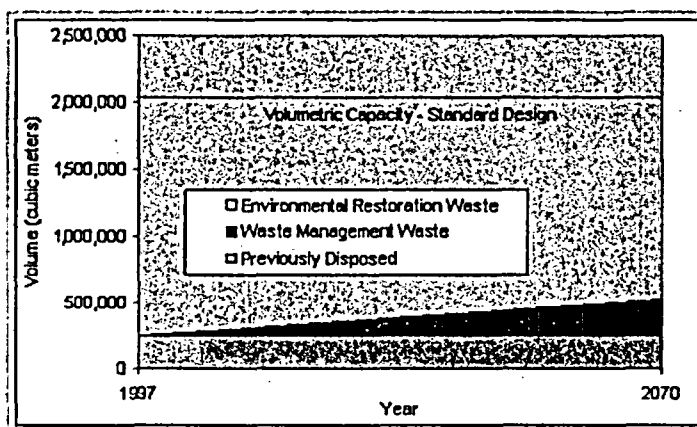 2,500,000
2,000,000
Volumetric Capacity - Standard Design
1,500,000
Environmental Restoration Waste
Waste Management Waste
Previously Disposed
1,000,000
500,000
0
Volume (cubic meters)
1997
2070
Year